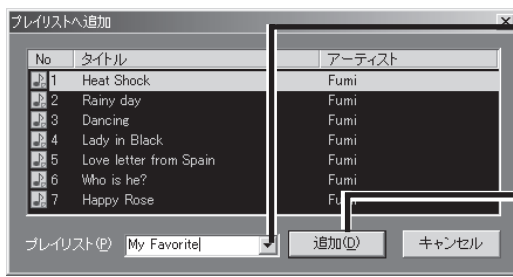 プレイリストへ追加
No タイトル アーティスト
1 Heat Shock Fumi
2 Rainy day Fumi
3 Dancing Fumi
4 Lady in Black Fumi
5 Love letter from Spain Fumi
6 Who is he? Fumi
7 Happy Rose Fumi
プレイリスト(P) My Favorite 追加(D) キャンセル